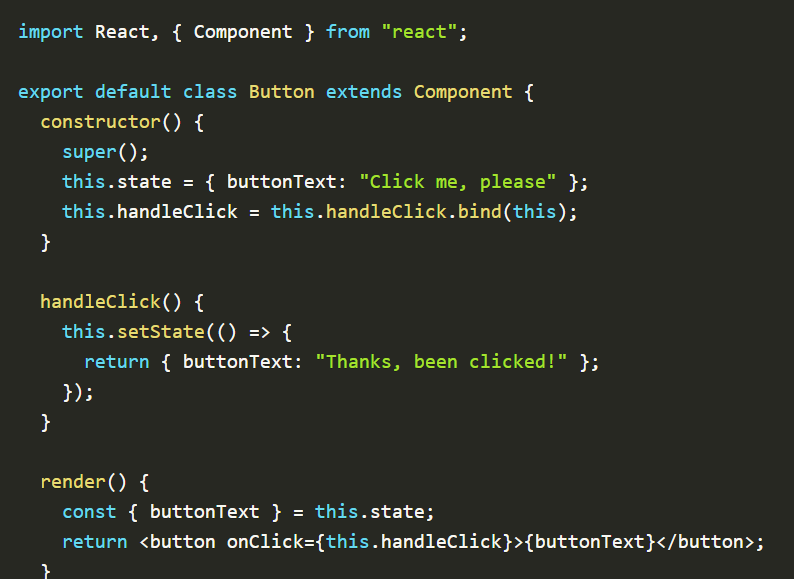 import React, { Component } from "react";
export default class Button extends Component {
  constructor() {
    super();
    this.state = { buttonText: "Click me, please" };
    this.handleClick = this.handleClick.bind(this);
  }
  handleClick() {
    this.setState(() => {
      return { buttonText: "Thanks, been clicked!" };
    });
  }
  render() {
    const { buttonText } = this.state;
    return <button onClick={this.handleClick}>{buttonText}</button>;
  }